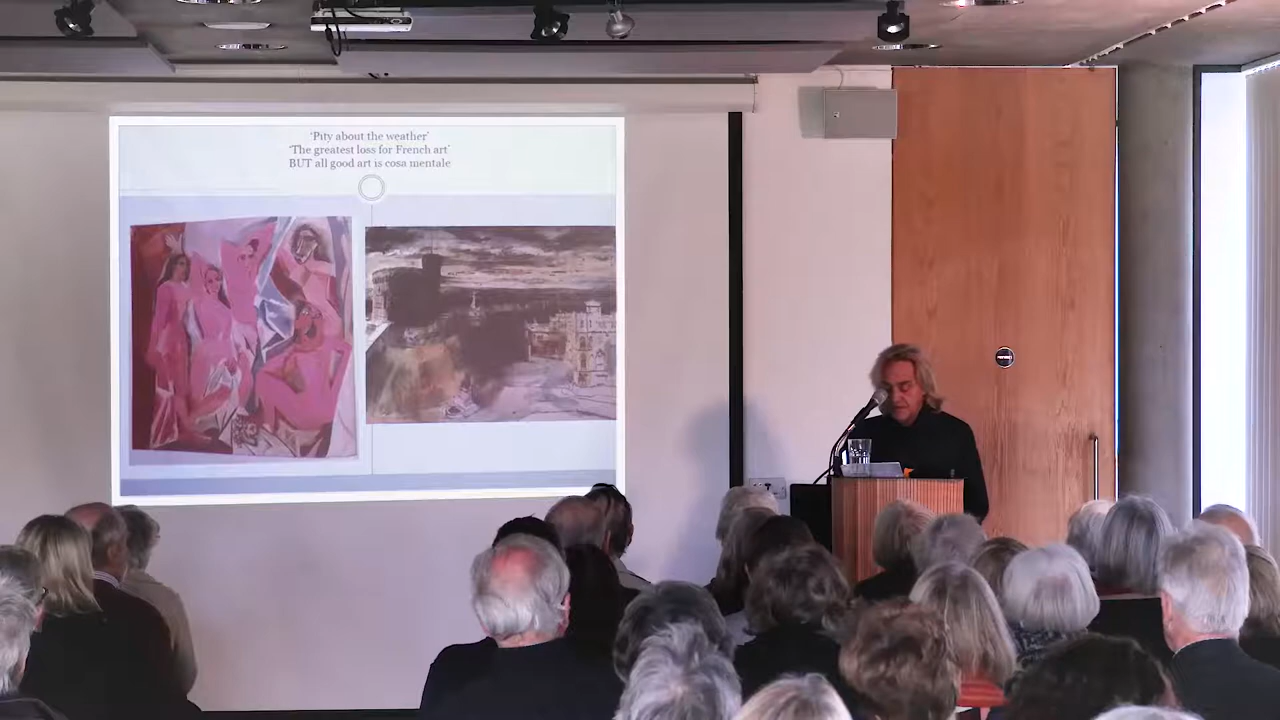 ‘Pity about the weather’
‘The greatest loss for French art’
BUT all good art is cosa mentale